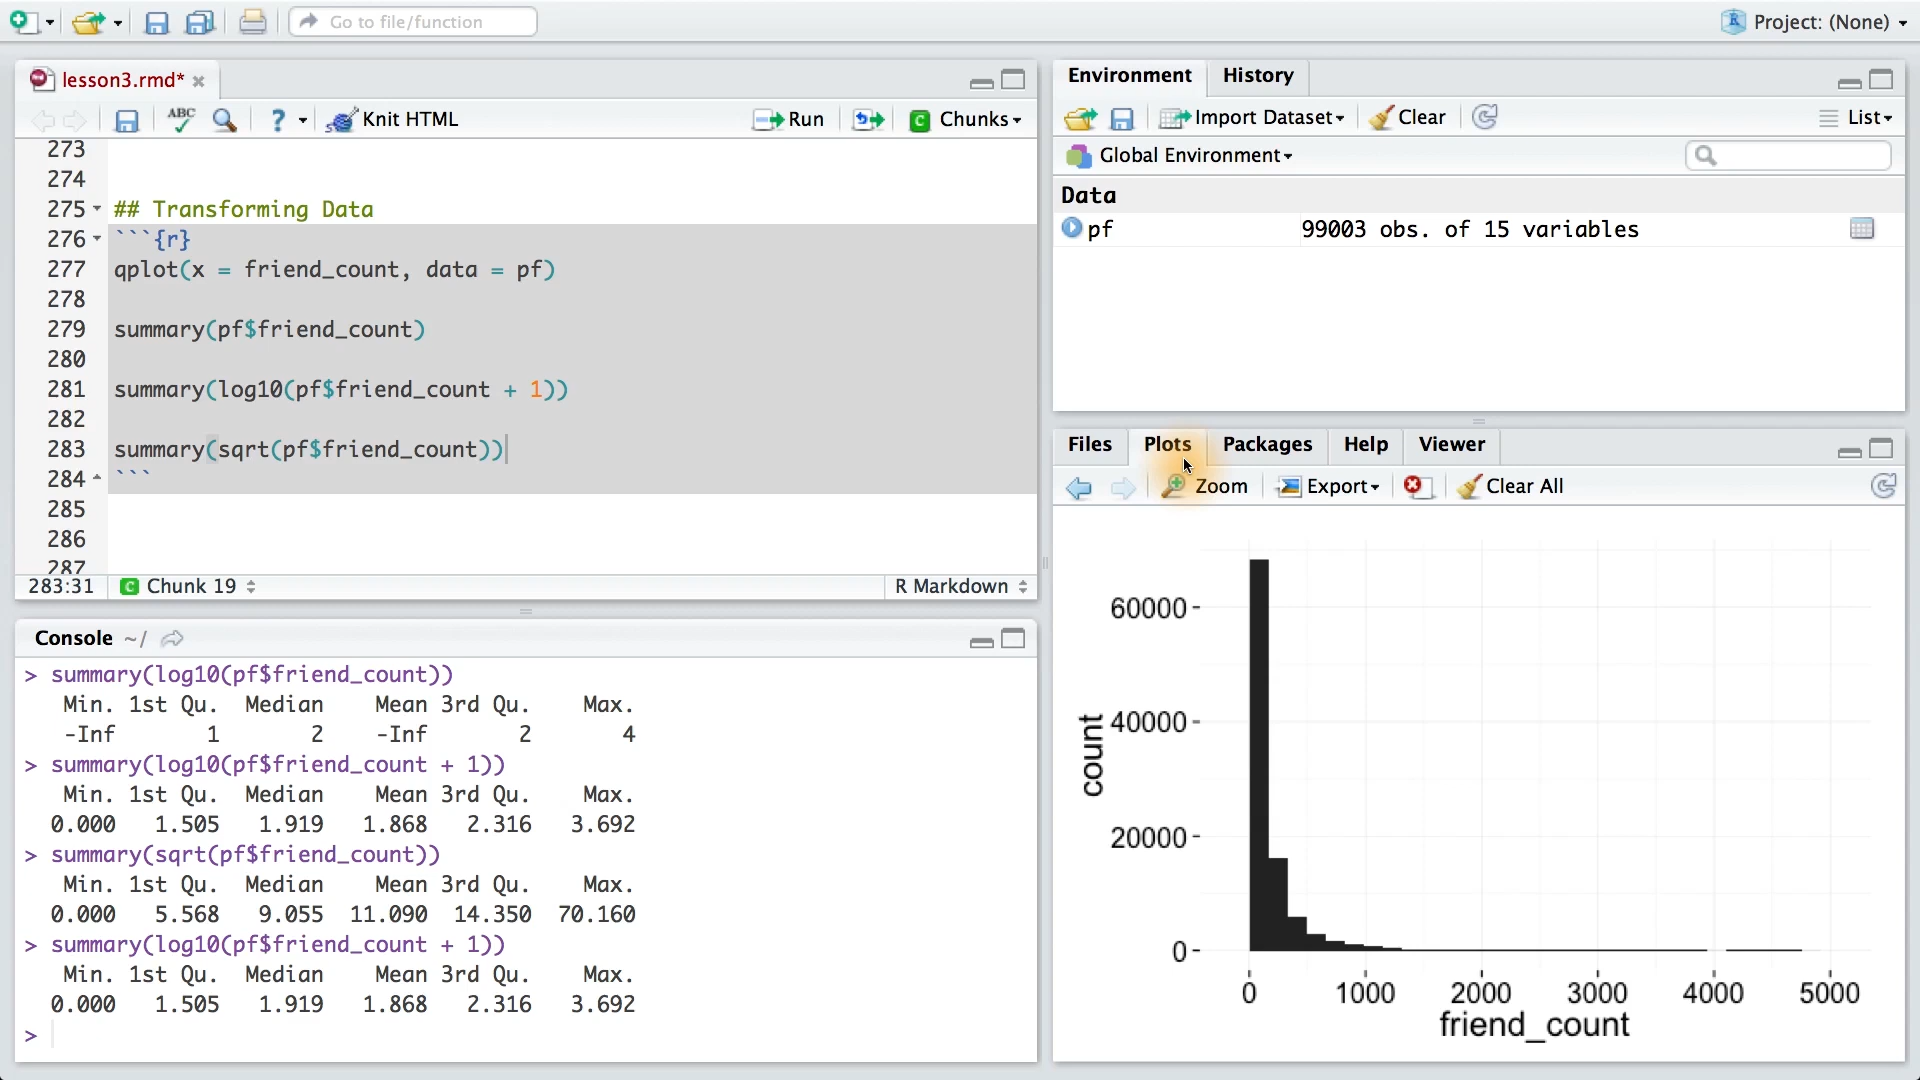 Go to file/function
Project: (None)
lesson3.rmd*
ABC
?
Knit HTML
Run
C Chunks
273
274
275 ## Transforming Data
276 ```{r}
277 qplot(x = friend_count, data = pf)
278
279 summary(pf$friend_count)
280
281 summary(log10(pf$friend_count + 1))
282
283 summary(sqrt(pf$friend_count))
284 ```
285
286
287
283:31 C Chunk 19 R Markdown
Console ~/
> summary(log10(pf$friend_count))
Min. 1st Qu. Median Mean 3rd Qu. Max.
-Inf 1 2 -Inf 2 4
> summary(log10(pf$friend_count + 1))
Min. 1st Qu. Median Mean 3rd Qu. Max.
0.000 1.505 1.919 1.868 2.316 3.692
> summary(sqrt(pf$friend_count))
Min. 1st Qu. Median Mean 3rd Qu. Max.
0.000 5.568 9.055 11.090 14.350 70.160
> summary(log10(pf$friend_count + 1))
Min. 1st Qu. Median Mean 3rd Qu. Max.
0.000 1.505 1.919 1.868 2.316 3.692
>
Environment History
Import Dataset Clear List
Global Environment
Data
pf 99003 obs. of 15 variables
Files Plots Packages Help Viewer
Zoom Export Clear All
60000
40000
20000
0
count
0 1000 2000 3000 4000 5000
friend_count